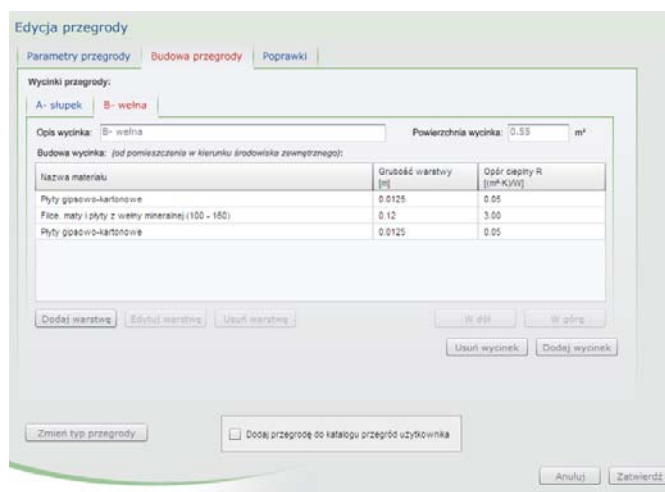 Edycja przegrody
Parametry przegrody Budowa przegrody Poprawki
Wycinki przegrody:
A- słupek B- wełna
Opis wycinka: B- wełna Powierzchnia wycinka: 0.55 m²
Budowa wycinka: (od pomieszczenia w kierunku środowiska zewnętrznego):
Nazwa materiału Grubość warstwy [m] Opór cieplny R [(m²·K)/W]
Płyty gipsowo-kartonowe 0.0125 0.05
Filce, maty i płyty z wełny mineralnej (100 - 160) 0.12 3.00
Płyty gipsowo-kartonowe 0.0125 0.05
Dodaj warstwę Edytuj warstwę Usuń warstwę W dół W górę
Usuń wycinek Dodaj wycinek
Zmień typ przegrody Dodaj przegrodę do katalogu przegród użytkownika
Anuluj Zatwierdź